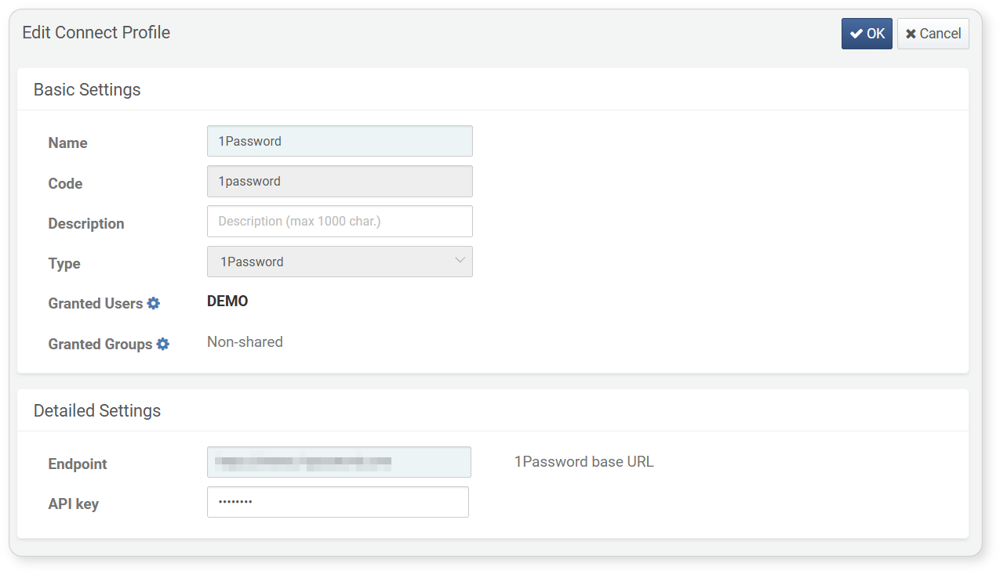 Edit Connect Profile
OK
Cancel
Basic Settings
Name
1Password
Code
1password
Description
Description (max 1000 char.)
Type
1Password
Granted Users
DEMO
Granted Groups
Non-shared
Detailed Settings
Endpoint
1Password base URL
API key
••••••••